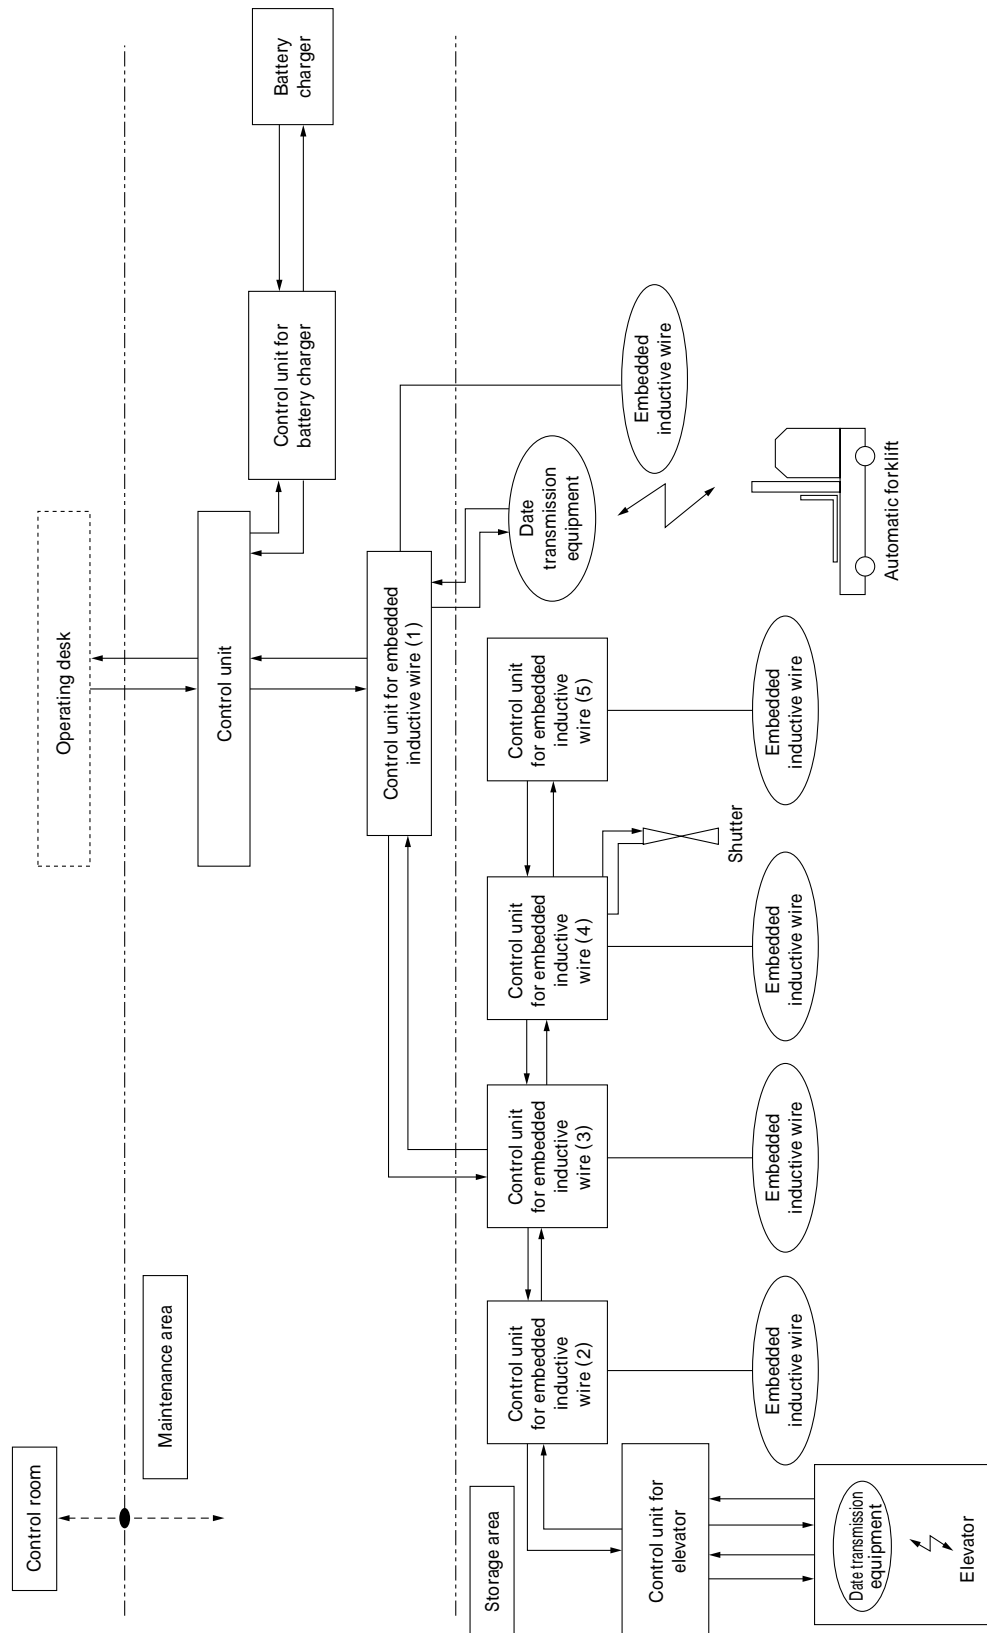 Control room
Operating desk
Maintenance area
Control unit
Control unit for
battery charger
Battery
charger
Control unit for embedded
inductive wire (1)
Storage area
Control unit
for embedded
inductive
wire (2)
Control unit
for embedded
inductive
wire (3)
Control unit
for embedded
inductive
wire (4)
Control unit
for embedded
inductive
wire (5)
Date
transmission
equipment
Embedded
inductive wire
Control unit for
elevator
Shutter
Embedded
inductive wire
Embedded
inductive wire
Embedded
inductive wire
Embedded
inductive wire
Automatic forklift
Date transmission
equipment
Elevator